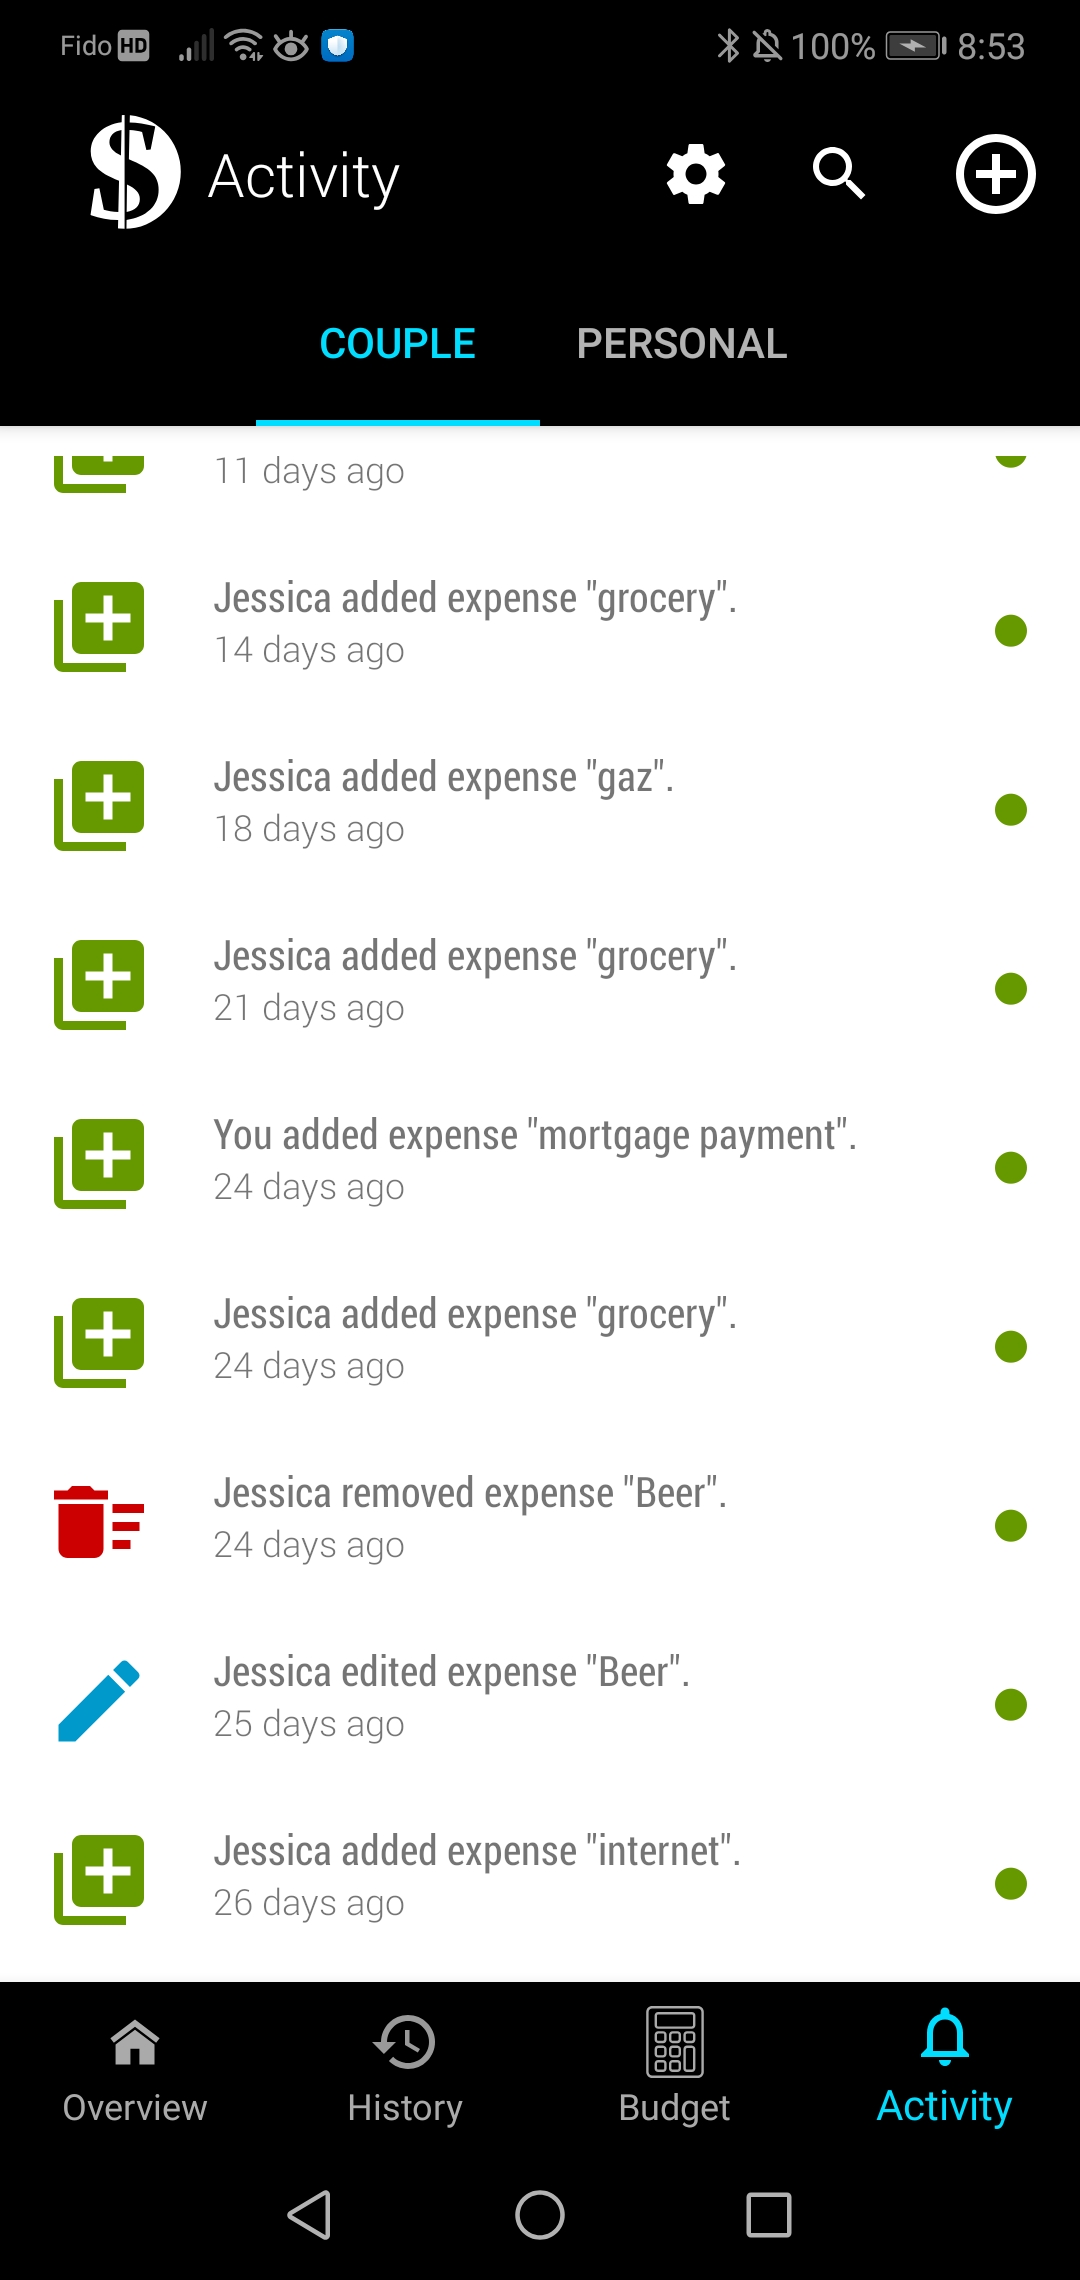 Fido HD 100% 8:53
$ Activity
COUPLE PERSONAL
11 days ago
Jessica added expense "grocery".
14 days ago
Jessica added expense "gaz".
18 days ago
Jessica added expense "grocery".
21 days ago
You added expense "mortgage payment".
24 days ago
Jessica added expense "grocery".
24 days ago
Jessica removed expense "Beer".
24 days ago
Jessica edited expense "Beer".
25 days ago
Jessica added expense "internet".
26 days ago
Overview History Budget Activity